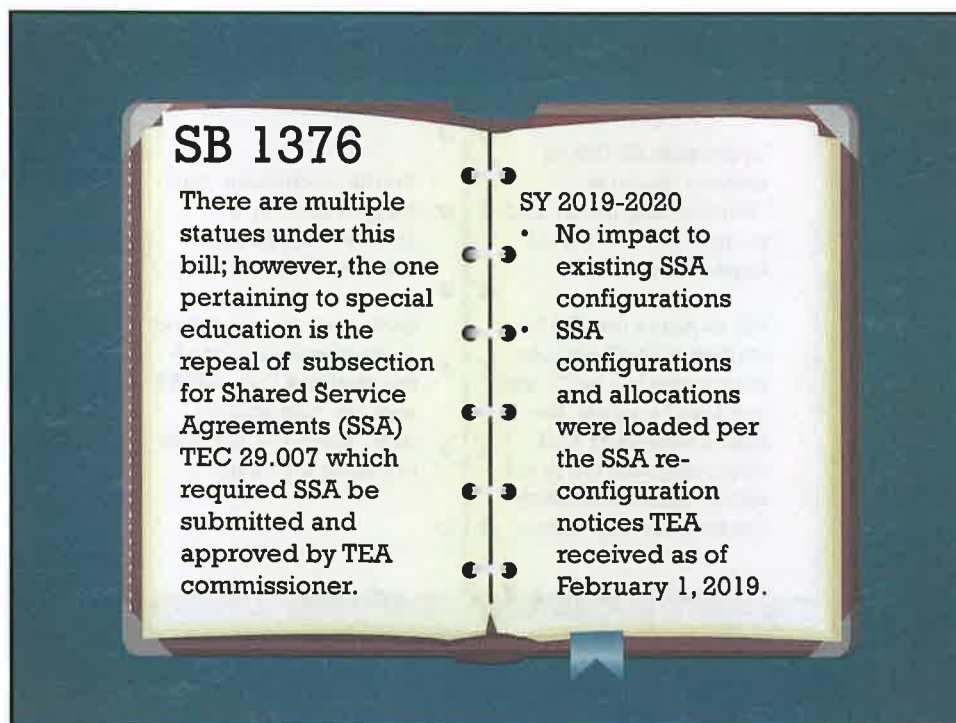 SB 1376
There are multiple
statues under this
bill; however, the one
pertaining to special
education is the
repeal of subsection
for Shared Service
Agreements (SSA)
TEC 29.007 which
required SSA be
submitted and
approved by TEA
commissioner.
SY 2019-2020
• No impact to
existing SSA
configurations
• SSA
configurations
and allocations
were loaded per
the SSA re-
configuration
notices TEA
received as of
February 1, 2019.